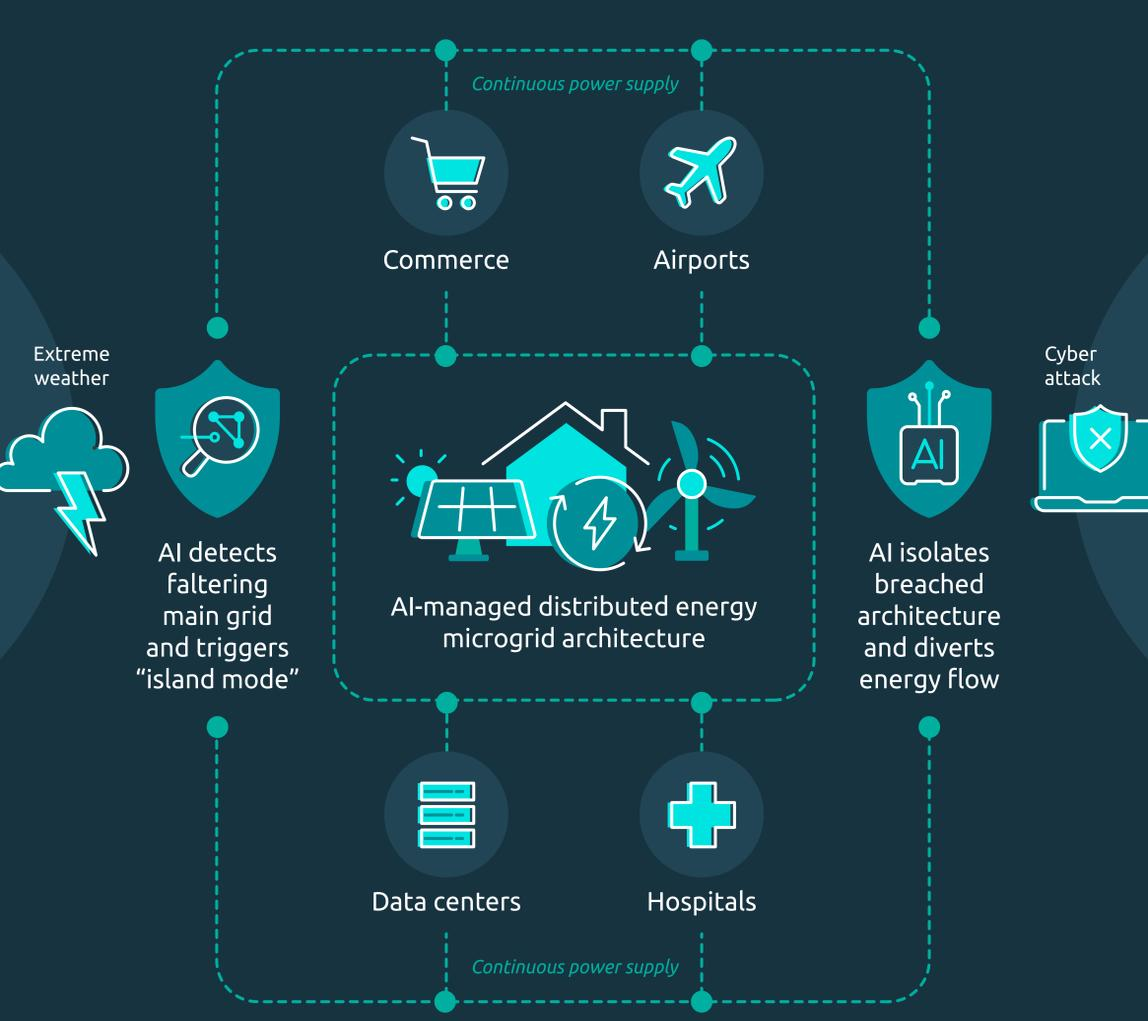 Continuous power supply
Commerce
Airports
Extreme
weather
Cyber
attack
AI
AI detects
faltering
main grid
and triggers
“island mode”
AI-managed distributed energy
microgrid architecture
AI isolates
breached
architecture
and diverts
energy flow
Data centers
Hospitals
Continuous power supply